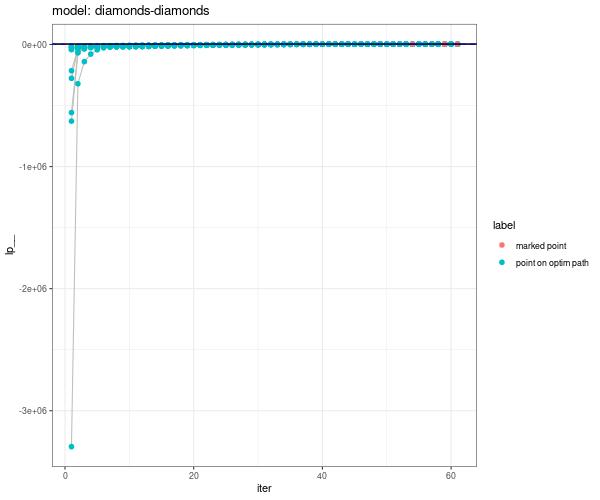 model: diamonds-diamonds
0e+00
-1e+06
-2e+06
-3e+06
lp__
0
20
40
60
iter
label
marked point
point on optim path